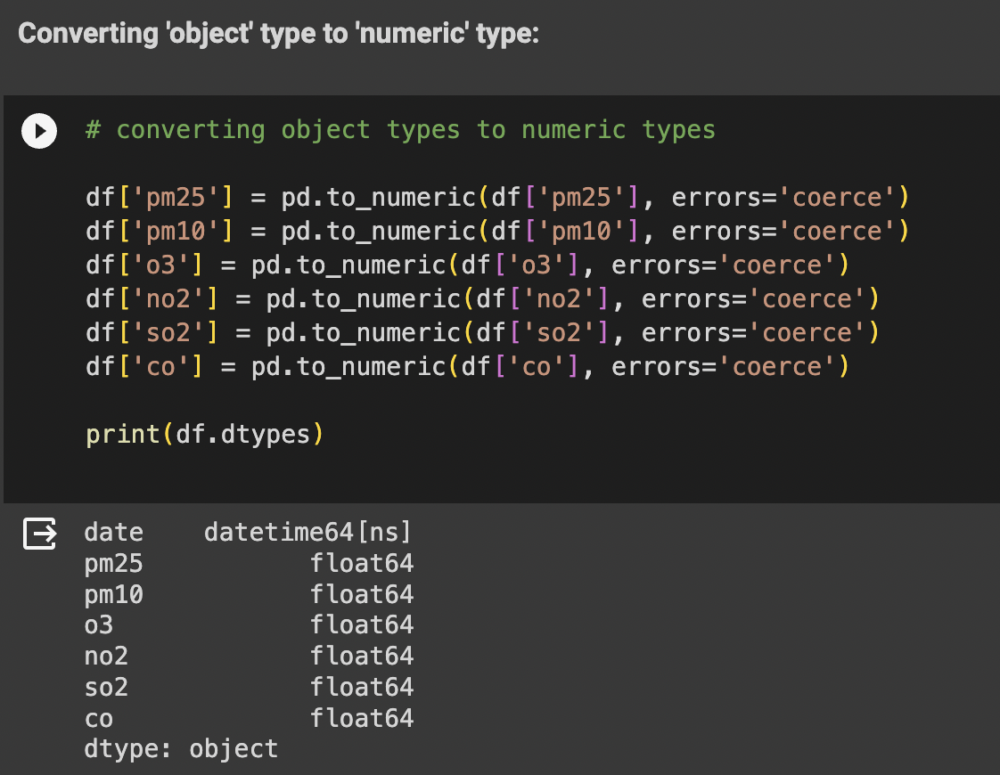 Converting 'object' type to 'numeric' type:
# converting object types to numeric types
df['pm25'] = pd.to_numeric(df['pm25'], errors='coerce')
df['pm10'] = pd.to_numeric(df['pm10'], errors='coerce')
df['o3'] = pd.to_numeric(df['o3'], errors='coerce')
df['no2'] = pd.to_numeric(df['no2'], errors='coerce')
df['so2'] = pd.to_numeric(df['so2'], errors='coerce')
df['co'] = pd.to_numeric(df['co'], errors='coerce')
print(df.dtypes)
date    datetime64[ns]
pm25           float64
pm10           float64
o3             float64
no2            float64
so2            float64
co             float64
dtype: object